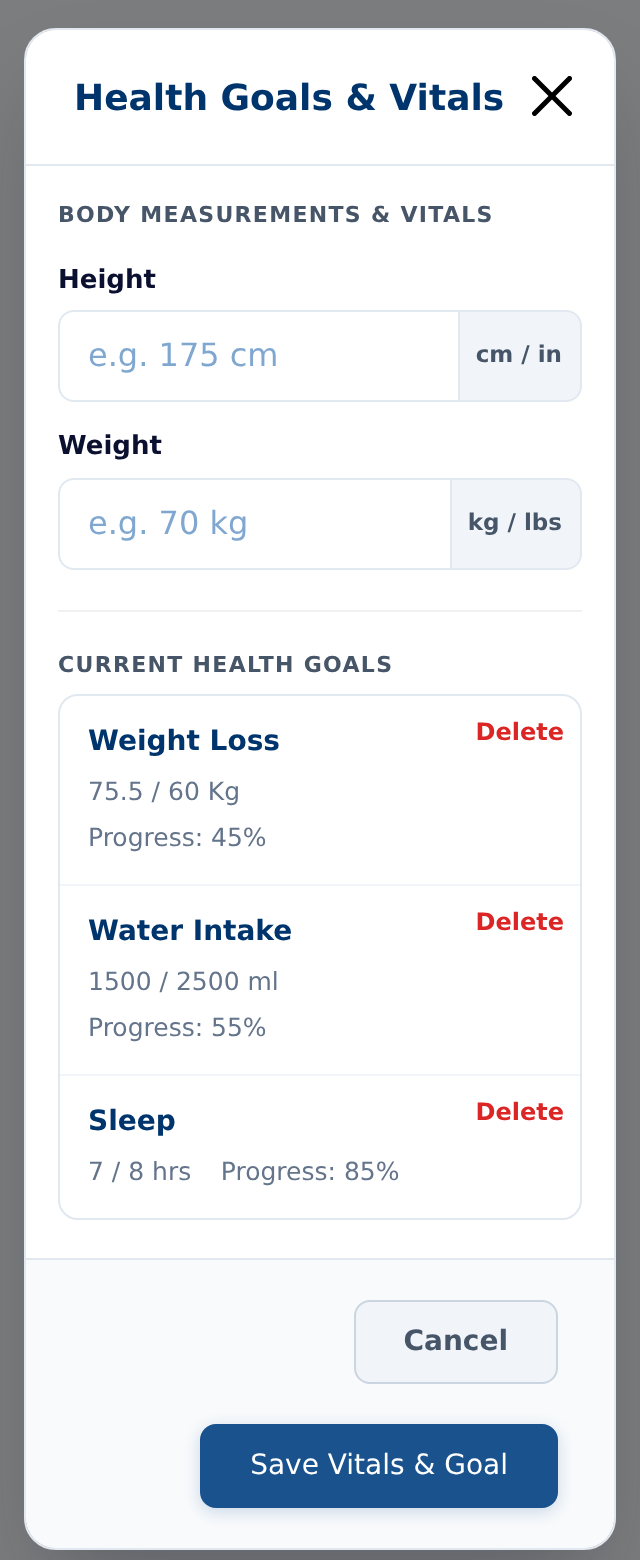 Health Goals & Vitals
BODY MEASUREMENTS & VITALS
Height
e.g. 175 cm
cm / in
Weight
e.g. 70 kg
kg / lbs
CURRENT HEALTH GOALS
Weight Loss
Delete
75.5 / 60 Kg
Progress: 45%
Water Intake
Delete
1500 / 2500 ml
Progress: 55%
Sleep
Delete
7 / 8 hrs Progress: 85%
Cancel
Save Vitals & Goal